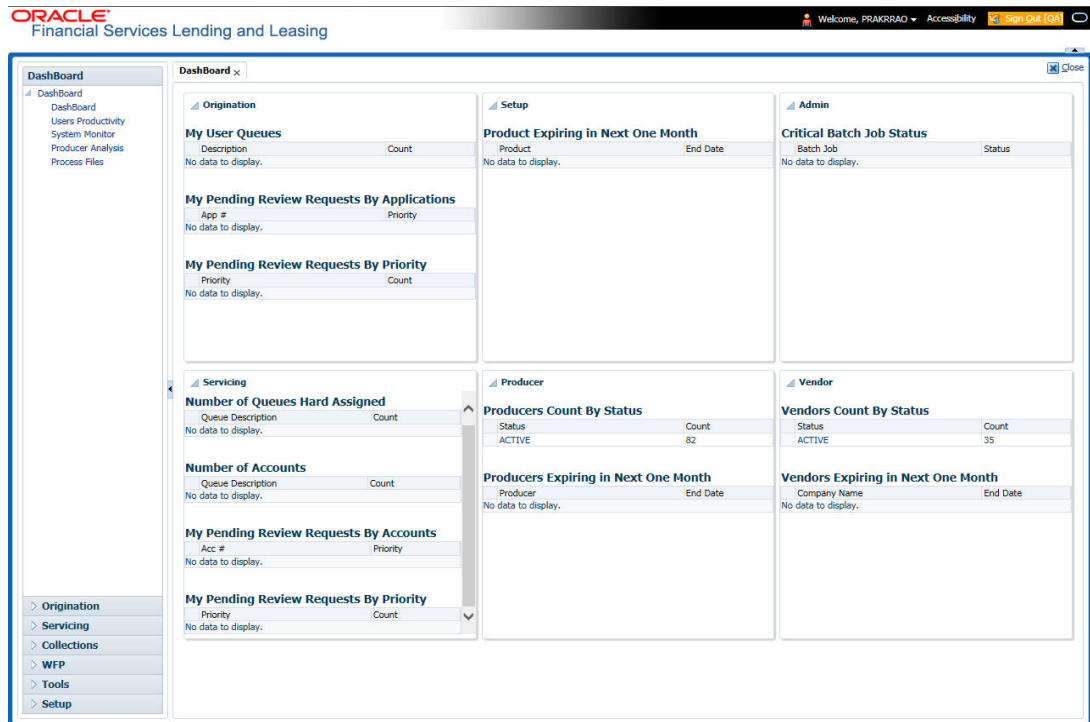 ORACLE
Financial Services Lending and Leasing
Welcome, PRAKRRAO
Accessibility
Sign Out [QA]
DashBoard
DashBoard
DashBoard
Users Productivity
System Monitor
Producer Analysis
Process Files
Origination
Servicing
Collections
WFP
Tools
Setup
DashBoard
Close
Origination
My User Queues
Description Count
No data to display.
My Pending Review Requests By Applications
App # Priority
No data to display.
My Pending Review Requests By Priority
Priority Count
No data to display.
Setup
Product Expiring in Next One Month
Product End Date
No data to display.
Admin
Critical Batch Job Status
Batch Job Status
No data to display.
Servicing
Number of Queues Hard Assigned
Queue Description Count
No data to display.
Number of Accounts
Queue Description Count
No data to display.
My Pending Review Requests By Accounts
Acc # Priority
No data to display.
My Pending Review Requests By Priority
Priority Count
No data to display.
Producer
Producers Count By Status
Status Count
ACTIVE 82
Producers Expiring in Next One Month
Producer End Date
No data to display.
Vendor
Vendors Count By Status
Status Count
ACTIVE 35
Vendors Expiring in Next One Month
Company Name End Date
No data to display.